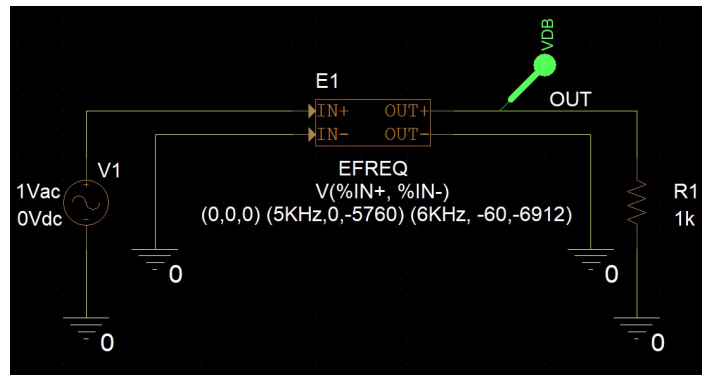 VDB
E1
IN+ OUT+
IN- OUT-
OUT
EFREQ
V(%IN+, %IN-)
(0,0,0) (5KHz,0,-5760) (6KHz, -60,-6912)
V1
1Vac
0Vdc
+
-
R1
1k
0
0
0
0